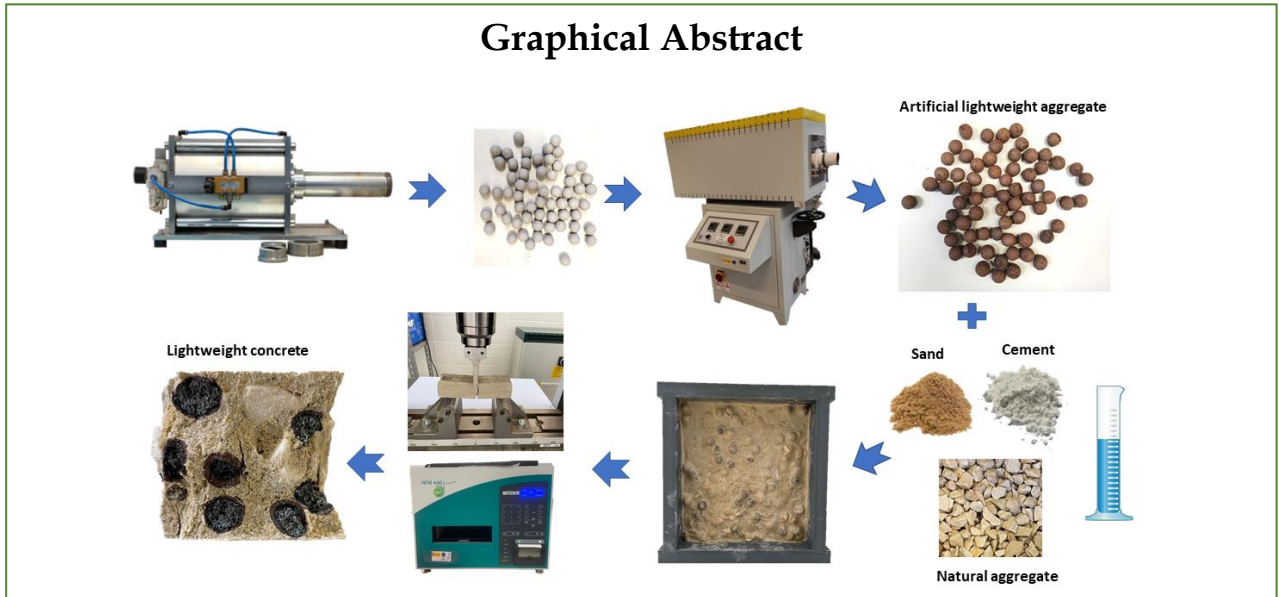 Graphical Abstract
Artificial lightweight aggregate
Sand
Cement
Natural aggregate
Lightweight concrete